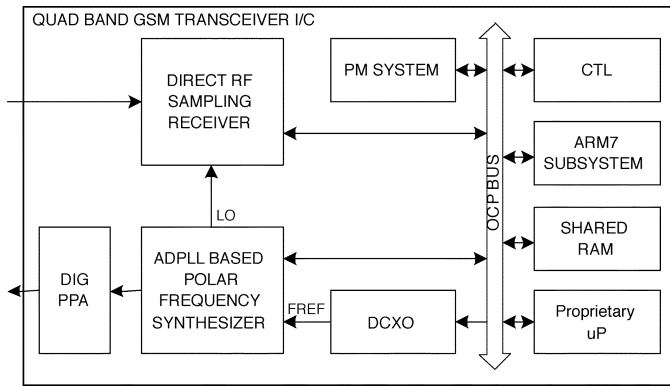 QUAD BAND GSM TRANSCEIVER I/C
DIRECT RF
SAMPLING
RECEIVER
PM SYSTEM
CTL
ARM7
SUBSYSTEM
OCP BUS
LO
SHARED
RAM
DIG
PPA
ADPLL BASED
POLAR
FREQUENCY
SYNTHESIZER
FREF
DCXO
Proprietary
uP